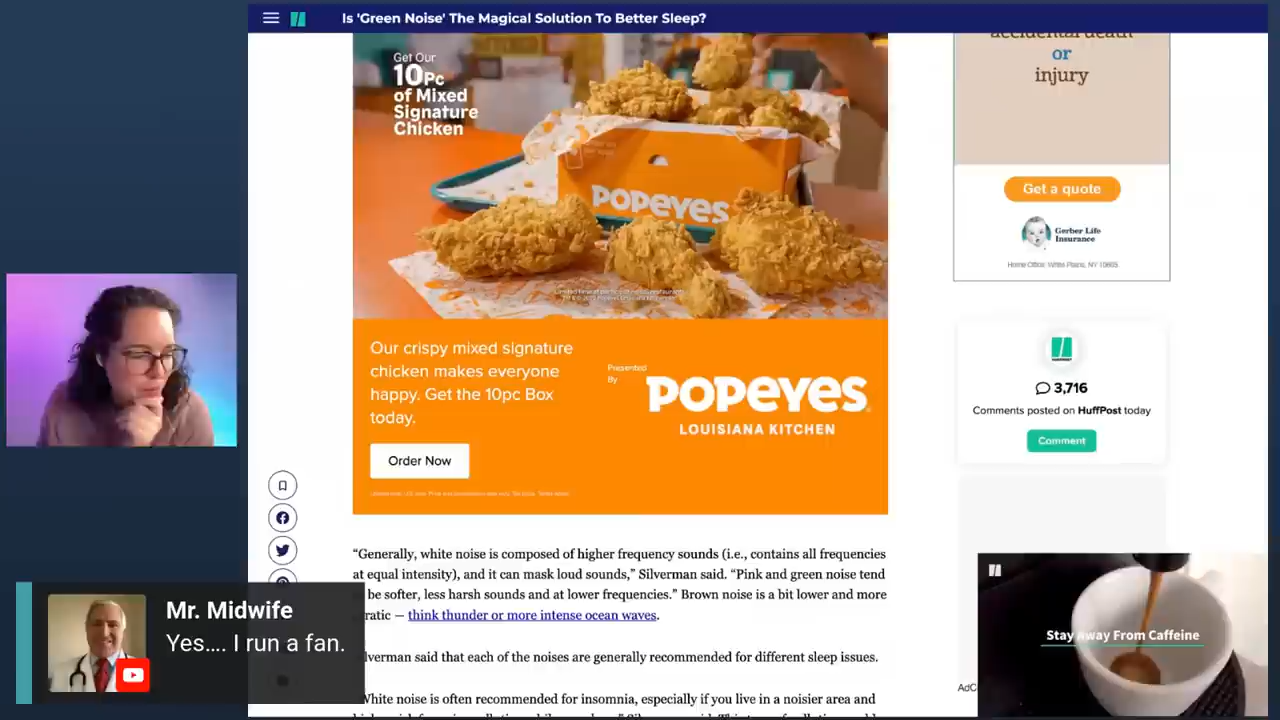 Is 'Green Noise' The Magical Solution To Better Sleep?
Get Our
10Pc
of Mixed
Signature
Chicken
POPEYES
Our crispy mixed signature
chicken makes everyone
happy. Get the 10pc Box
today.
Order Now
Presented
By
POPEYES
LOUISIANA KITCHEN
accidental death
or
injury
Get a quote
Gerber Life
Insurance
Home Office: White Plains, NY 10605
3,716
Comments posted on HuffPost today
Comment
“Generally, white noise is composed of higher frequency sounds (i.e., contains all frequencies
at equal intensity), and it can mask loud sounds,” Silverman said. “Pink and green noise tend
be softer, less harsh sounds and at lower frequencies.” Brown noise is a bit lower and more
ratic — think thunder or more intense ocean waves.
lverman said that each of the noises are generally recommended for different sleep issues.
White noise is often recommended for insomnia, especially if you live in a noisier area and
Mr. Midwife
Yes…. I run a fan.
Stay Away From Caffeine
AdC